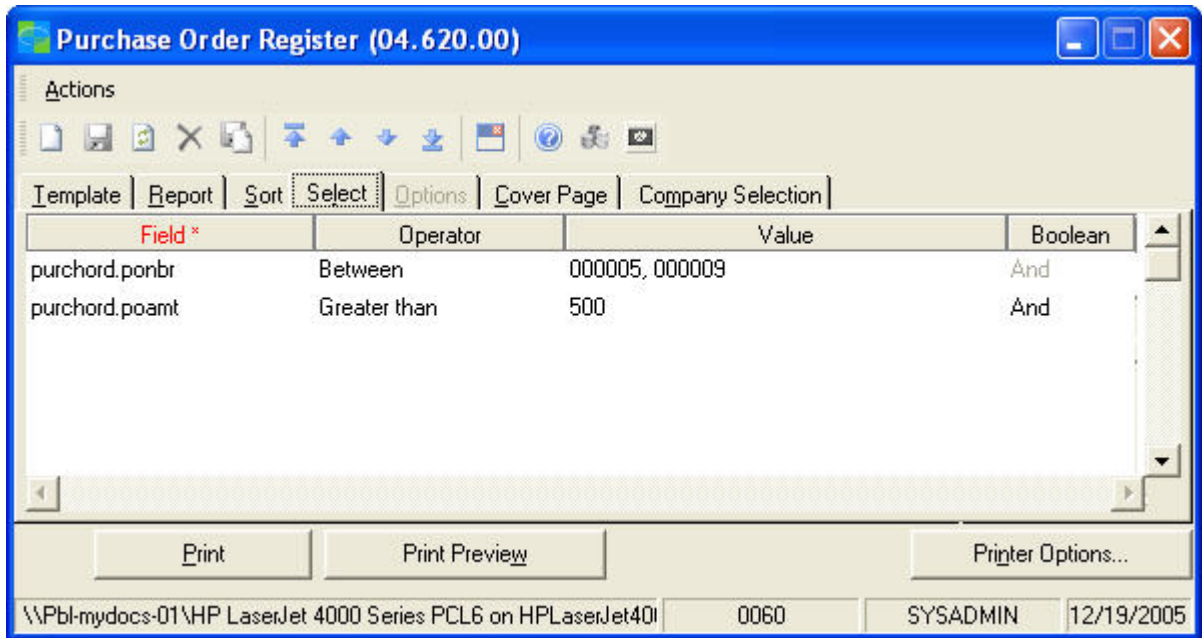 Purchase Order Register (04.620.00)
Actions
Template Report Sort Select Options Cover Page Company Selection
Field * Operator Value Boolean
purchord.ponbr Between 000005, 000009 And
purchord.poamt Greater than 500 And
Print Print Preview Printer Options...
\\Pbl-mydocs-01\HP LaserJet 4000 Series PCL6 on HPLaserJet40 0060 SYSADMIN 12/19/2005